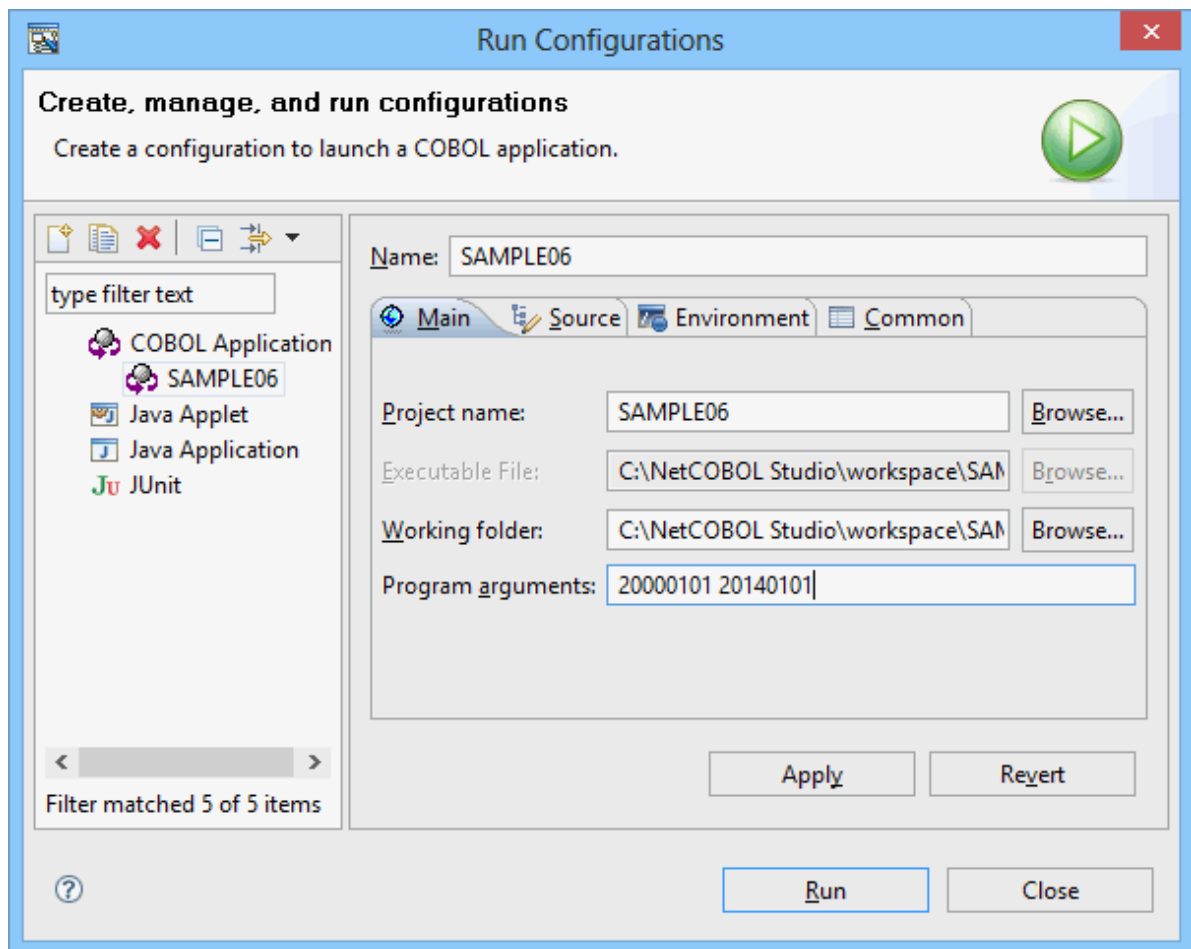 Run Configurations
Create, manage, and run configurations
Create a configuration to launch a COBOL application.
type filter text
COBOL Application
SAMPLE06
Java Applet
Java Application
Ju JUnit
Filter matched 5 of 5 items
Name: SAMPLE06
Main Source Environment Common
Project name: SAMPLE06 Browse...
Executable File: C:\NetCOBOL Studio\workspace\SAM Browse...
Working folder: C:\NetCOBOL Studio\workspace\SAM Browse...
Program arguments: 20000101 20140101
Apply Revert
Run Close